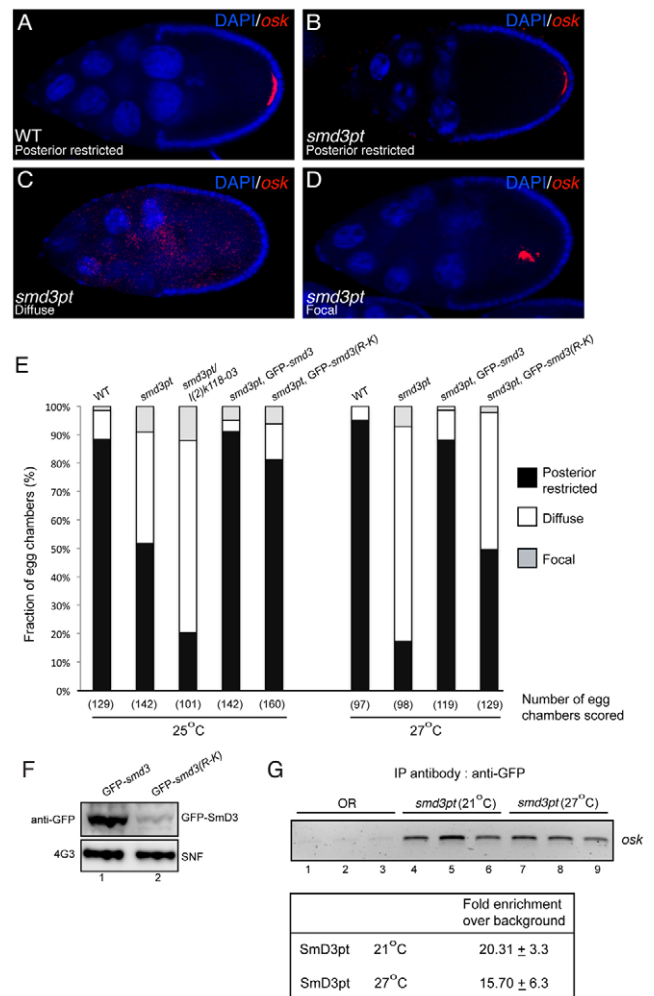 A DAPI/osk
WT
Posterior restricted
B DAPI/osk
smd3pt
Posterior restricted
C DAPI/osk
smd3pt
Diffuse
D DAPI/osk
smd3pt
Focal
E
WT
smd3pt
smd3pt/
l(2)k118-03
smd3pt, GFP-smd3
smd3pt, GFP-smd3(R-K)
WT
smd3pt
smd3pt, GFP-smd3
smd3pt, GFP-smd3(R-K)
Fraction of egg chambers (%)
100%
90%
80%
70%
60%
50%
40%
30%
20%
10%
0%
Posterior
restricted
Diffuse
Focal
(129) (142) (101) (142) (160) (97) (98) (119) (129)
Number of egg
chambers scored
25°C 27°C
F
GFP-smd3
GFP-smd3(R-K)
anti-GFP GFP-SmD3
4G3 SNF
1 2
G
IP antibody : anti-GFP
OR smd3pt (21°C) smd3pt (27°C)
osk
1 2 3 4 5 6 7 8 9
Fold enrichment
over background
SmD3pt 21°C 20.31 ± 3.3
SmD3pt 27°C 15.70 ± 6.3